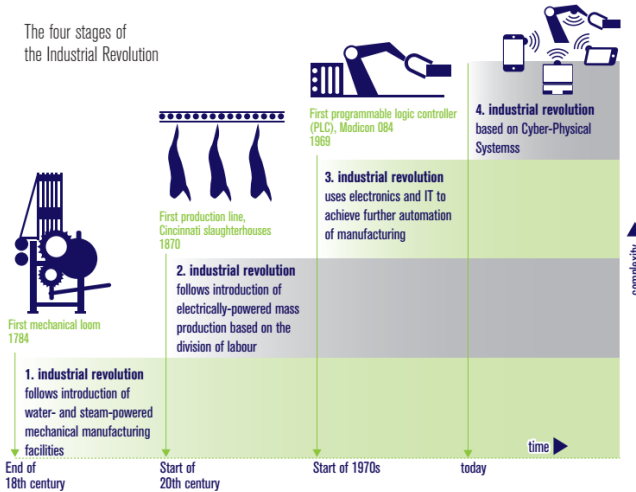 The four stages of
the Industrial Revolution
First mechanical loom
1784
1. industrial revolution
follows introduction of
water- and steam-powered
mechanical manufacturing
facilities
End of
18th century
First production line,
Cincinnati slaughterhouses
1870
2. industrial revolution
follows introduction of
electrically-powered mass
production based on the
division of labour
Start of
20th century
First programmable logic controller
(PLC), Modicon 084
1969
3. industrial revolution
uses electronics and IT to
achieve further automation
of manufacturing
Start of 1970s
4. industrial revolution
based on Cyber-Physical
Systemss
today
time
complexity